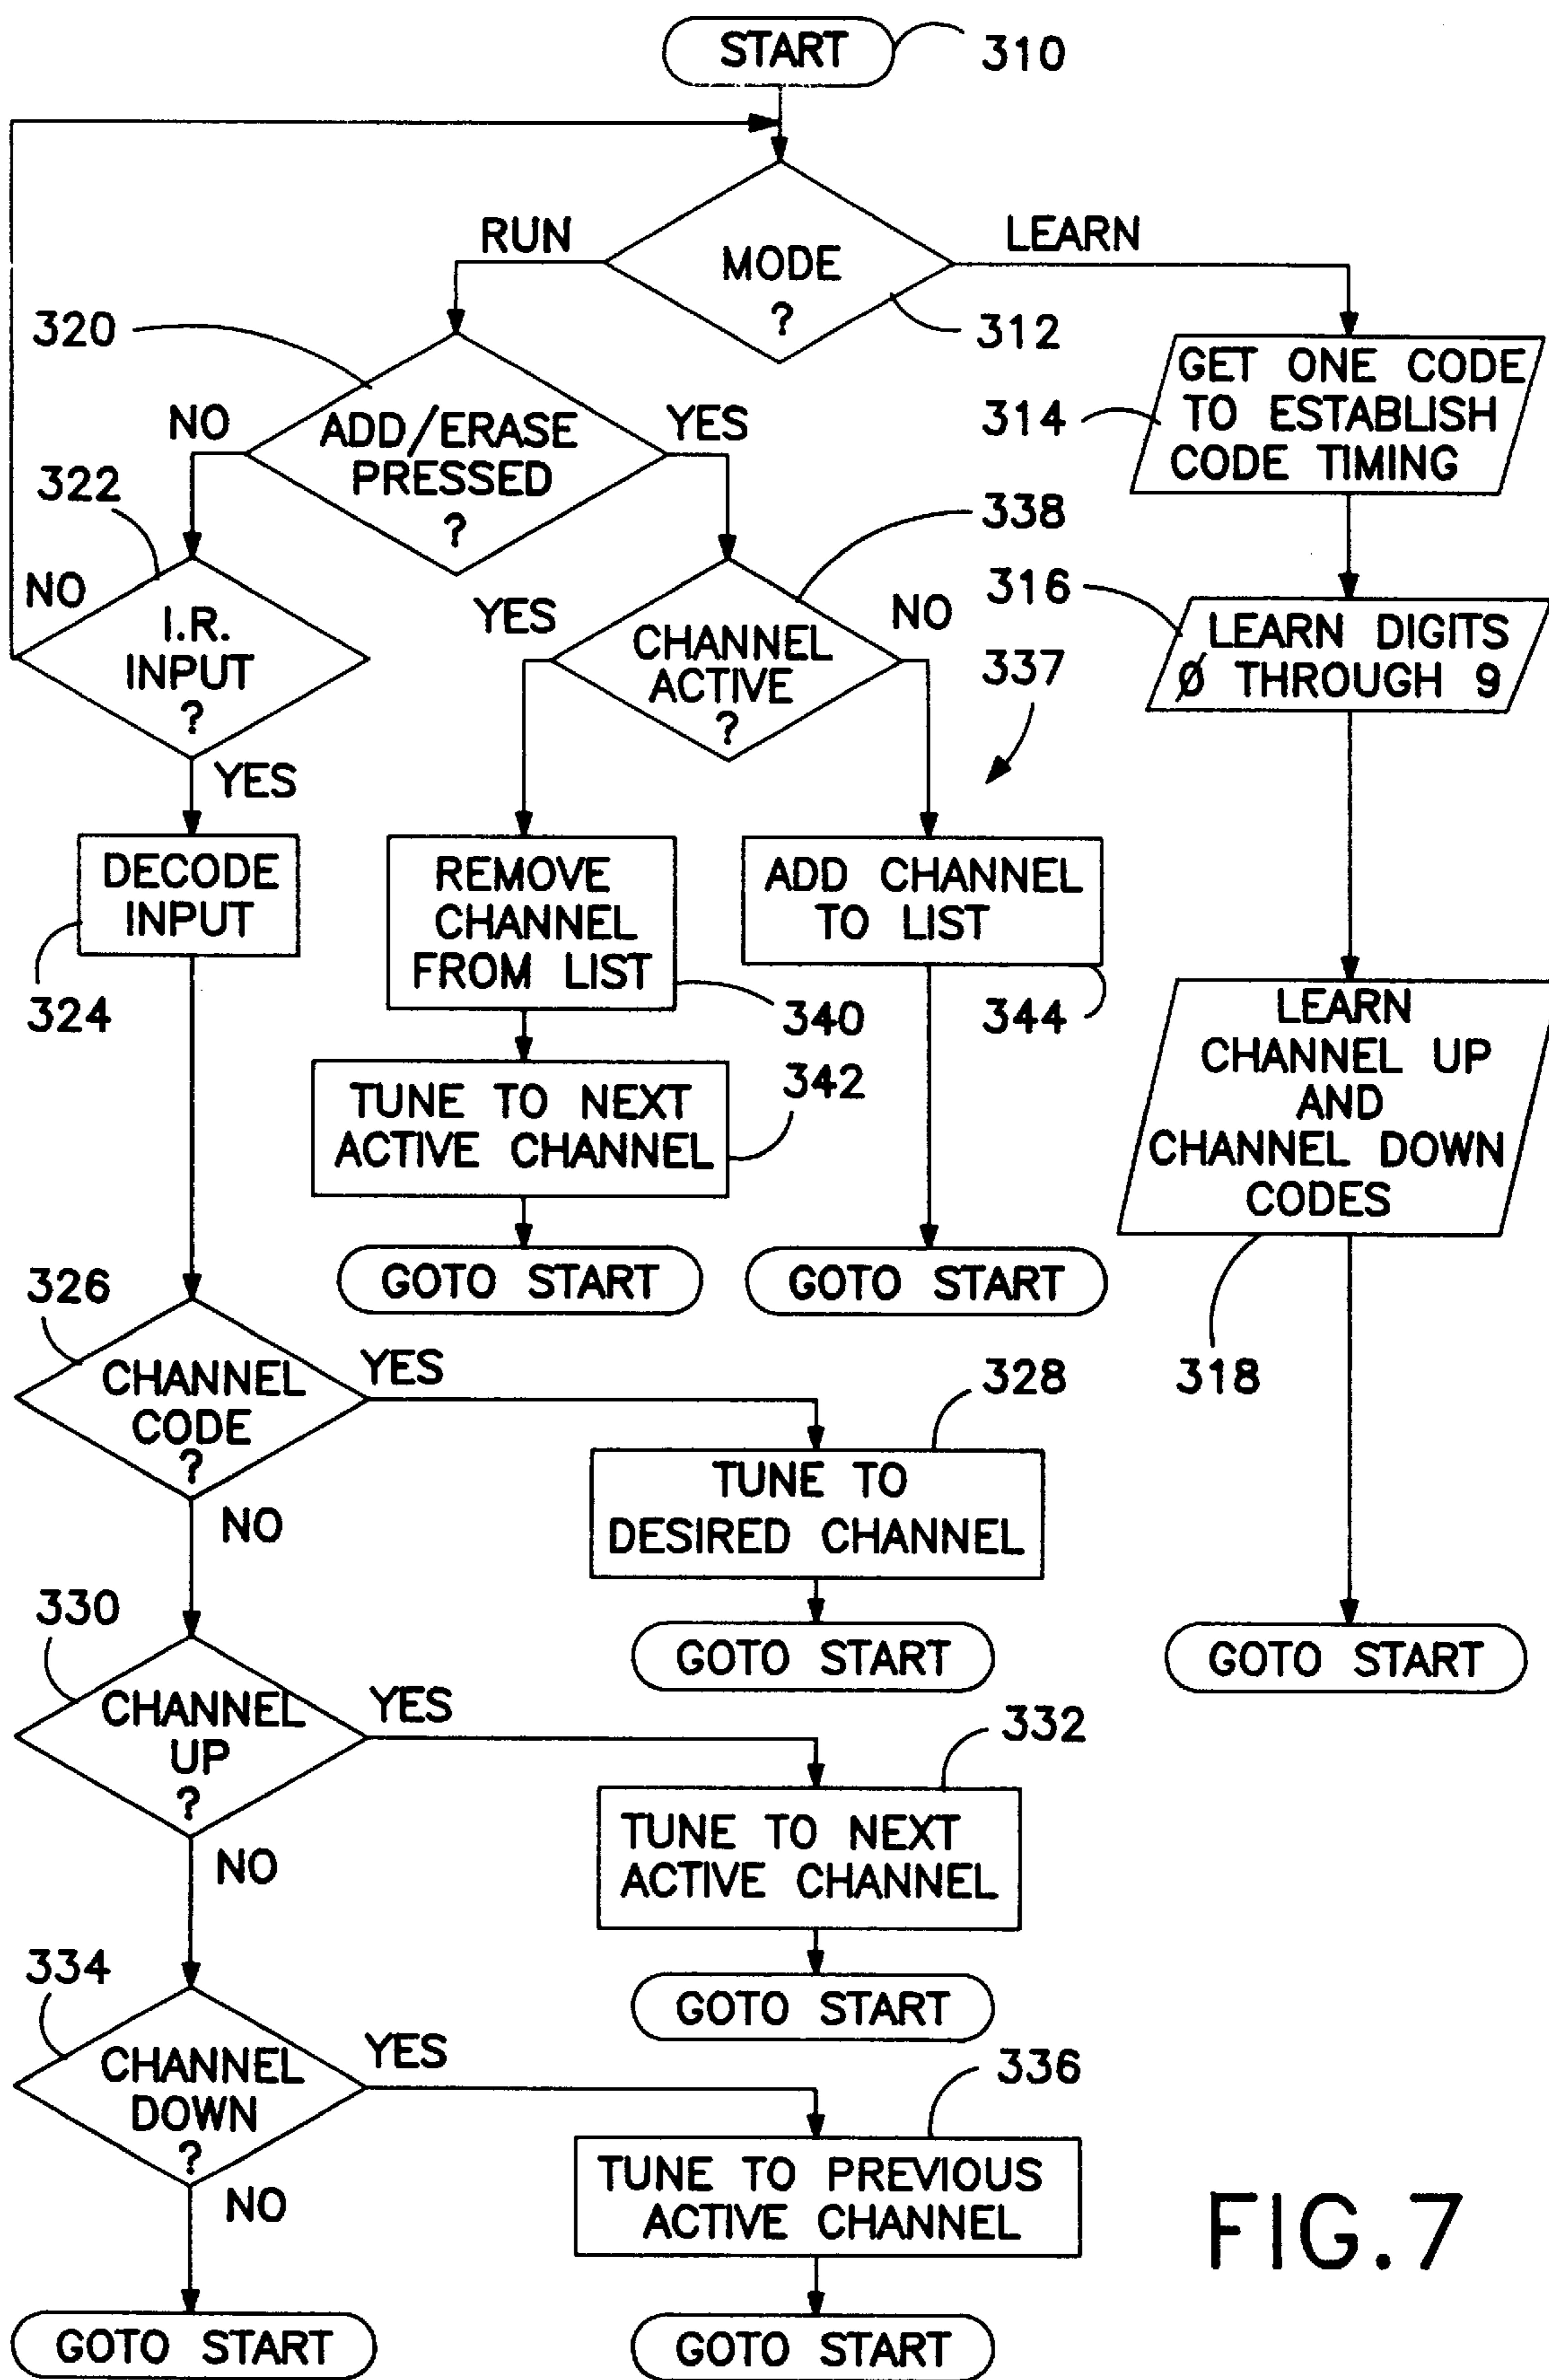 START
310
RUN
LEARN
MODE
?
312
320
ADD/ERASE
PRESSED
?
NO
YES
GET ONE CODE
TO ESTABLISH
CODE TIMING
314
322
NO
I.R.
INPUT
?
YES
338
YES
NO
CHANNEL
ACTIVE
?
337
316
LEARN DIGITS
Ø THROUGH 9
DECODE
INPUT
324
REMOVE
CHANNEL
FROM LIST
340
ADD CHANNEL
TO LIST
344
TUNE TO NEXT
ACTIVE CHANNEL
342
LEARN
CHANNEL UP
AND
CHANNEL DOWN
CODES
318
GOTO START
GOTO START
326
CHANNEL
CODE
?
YES
NO
328
TUNE TO
DESIRED CHANNEL
GOTO START
GOTO START
330
CHANNEL
UP
?
YES
NO
332
TUNE TO NEXT
ACTIVE CHANNEL
GOTO START
334
CHANNEL
DOWN
?
YES
NO
336
TUNE TO PREVIOUS
ACTIVE CHANNEL
GOTO START
GOTO START
FIG.7